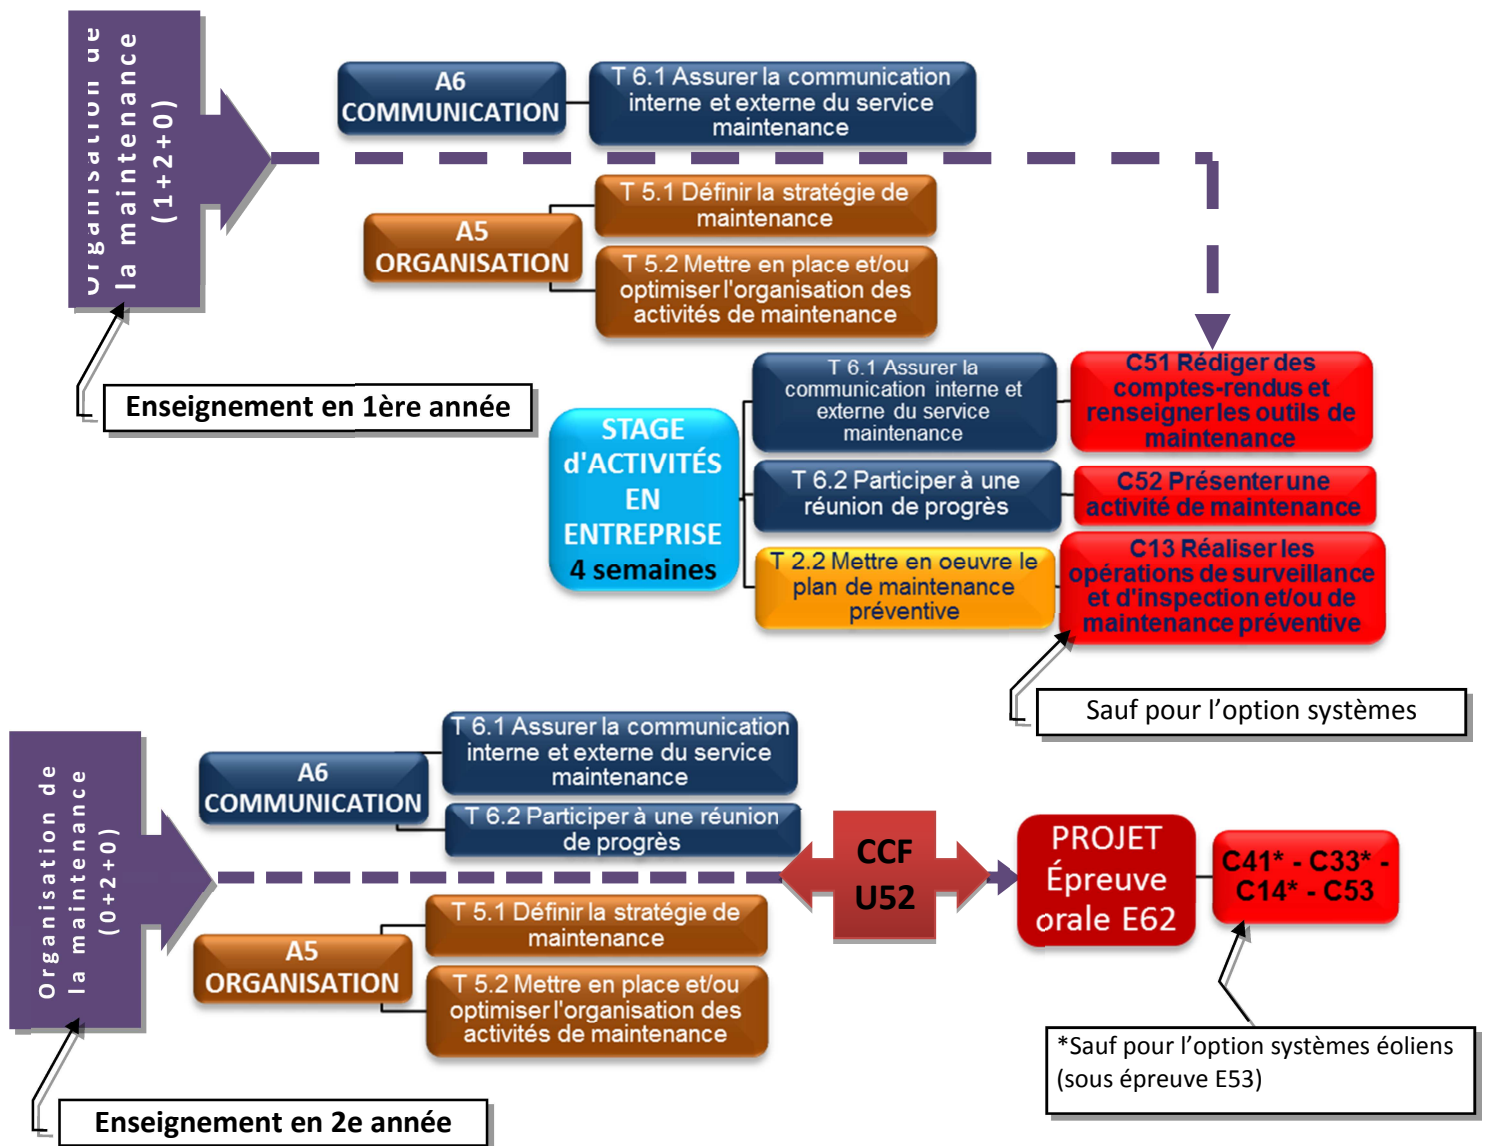 Organisation de
la maintenance
(1+2+0)
A6
COMMUNICATION
T 6.1 Assurer la communication
interne et externe du service
maintenance
A5
ORGANISATION
T 5.1 Définir la stratégie de
maintenance
T 5.2 Mettre en place et/ou
optimiser l'organisation des
activités de maintenance
Enseignement en 1ère année
STAGE
d'ACTIVITÉS
EN
ENTREPRISE
4 semaines
T 6.1 Assurer la
communication interne et
externe du service
maintenance
C51 Rédiger des
comptes-rendus et
renseigner les outils de
maintenance
T 6.2 Participer à une
réunion de progrès
C52 Présenter une
activité de maintenance
T 2.2 Mettre en oeuvre le
plan de maintenance
préventive
C13 Réaliser les
opérations de surveillance
et d'inspection et/ou de
maintenance préventive
Sauf pour l’option systèmes
Organisation de
la maintenance
(0+2+0)
A6
COMMUNICATION
T 6.1 Assurer la communication
interne et externe du service
maintenance
T 6.2 Participer à une réunion
de progrès
A5
ORGANISATION
T 5.1 Définir la stratégie de
maintenance
T 5.2 Mettre en place et/ou
optimiser l'organisation des
activités de maintenance
CCF
U52
PROJET
Épreuve
orale E62
C41* - C33* -
C14* - C53
*Sauf pour l’option systèmes éoliens
(sous épreuve E53)
Enseignement en 2e année